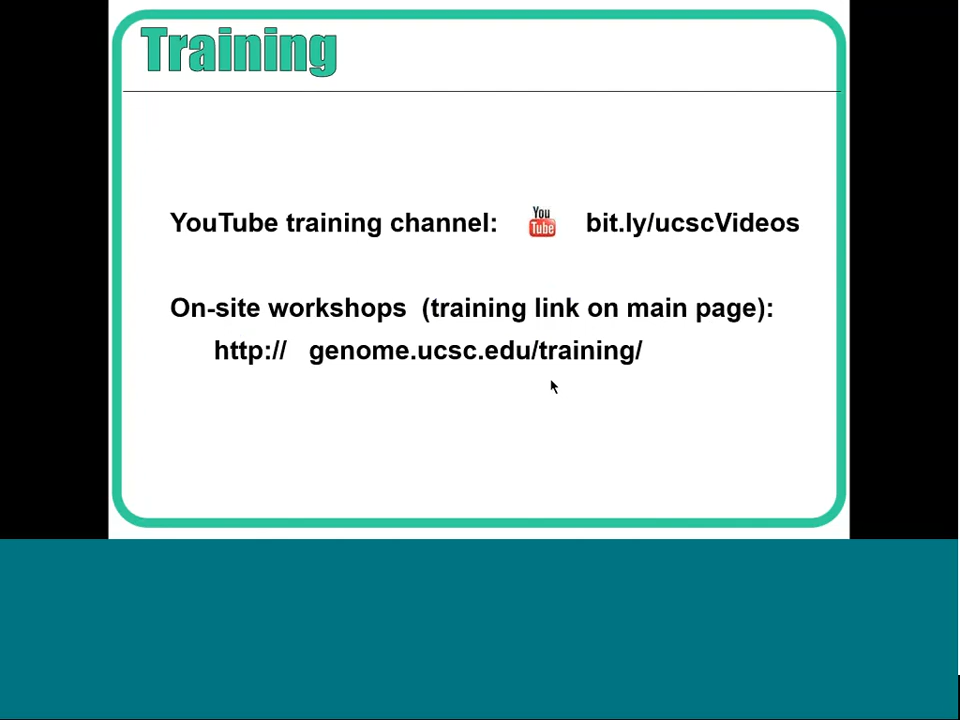 Training
YouTube training channel: You Tube bit.ly/ucscVideos
On-site workshops (training link on main page):
http:// genome.ucsc.edu/training/